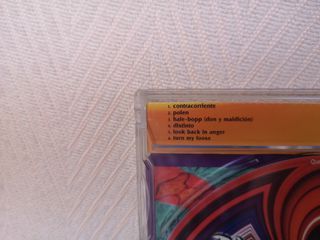 1. contracorriente
2. polen
3. hale-bopp (don y maldición)
4. distinto
5. look back in anger
6. turn my loose